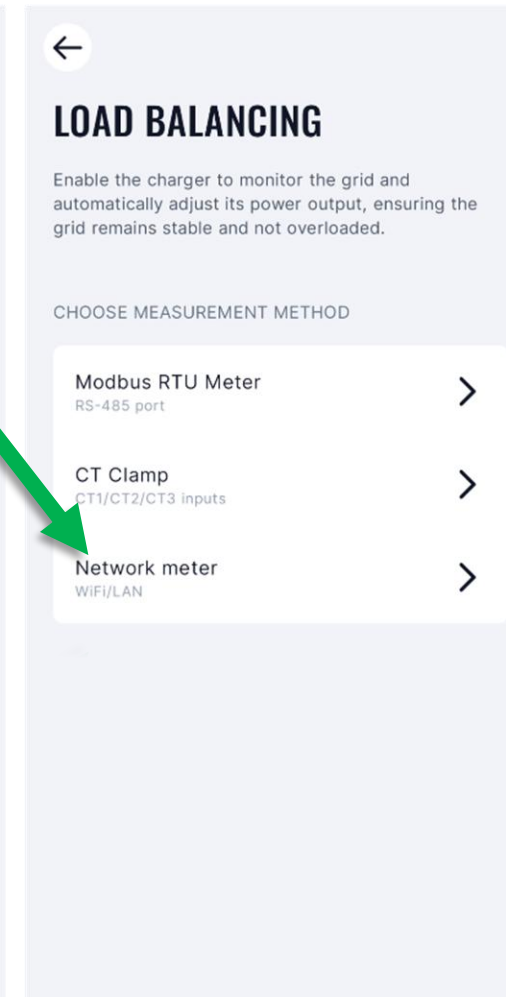 LOAD BALANCING
Enable the charger to monitor the grid and
automatically adjust its power output, ensuring the
grid remains stable and not overloaded.
CHOOSE MEASUREMENT METHOD
Modbus RTU Meter
RS-485 port
CT Clamp
CT1/CT2/CT3 inputs
Network meter
WiFi/LAN